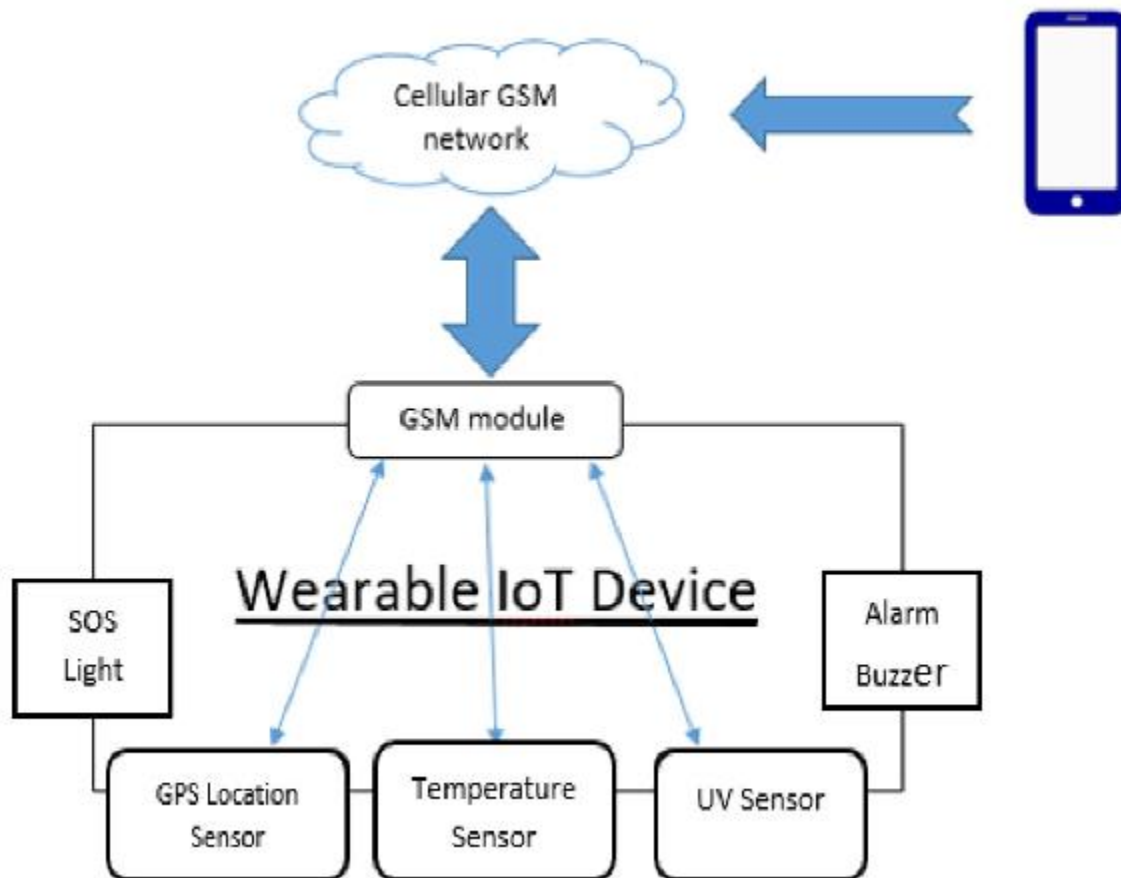 Cellular GSM
network
GSM module
Wearable IoT Device
SOS
Light
Alarm
Buzzer
GPS Location
Sensor
Temperature
Sensor
UV Sensor